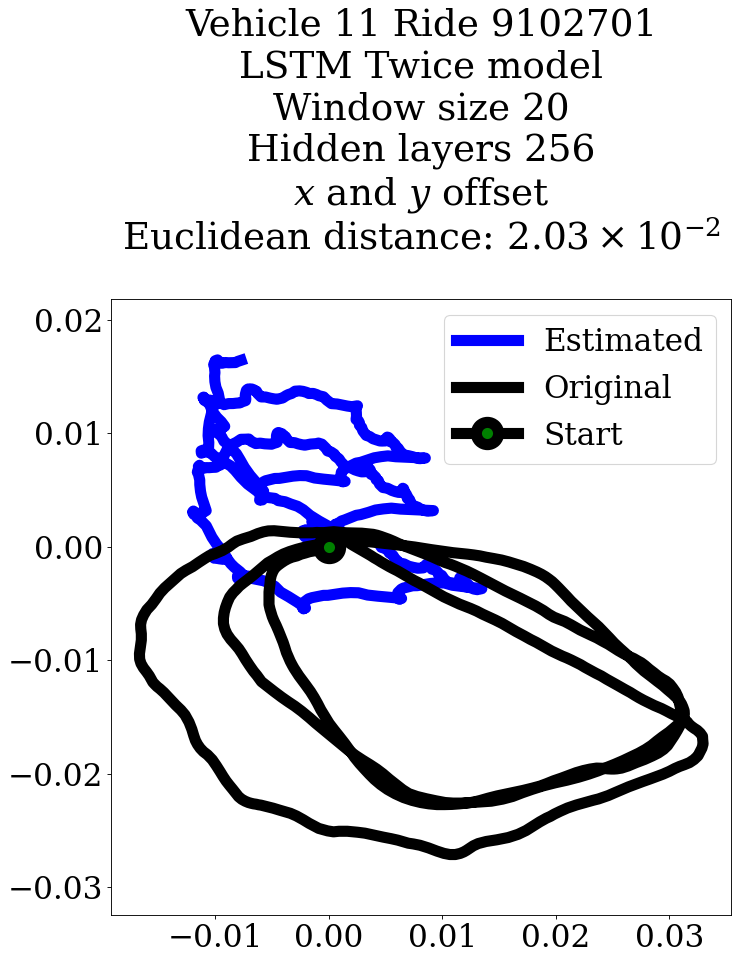 Vehicle 11 Ride 9102701
LSTM Twice model
Window size 20
Hidden layers 256
x and y offset
Euclidean distance: 2.03 × 10⁻²
Estimated
Original
Start
0.02
0.01
0.00
−0.01
−0.02
−0.03
−0.01 0.00 0.01 0.02 0.03